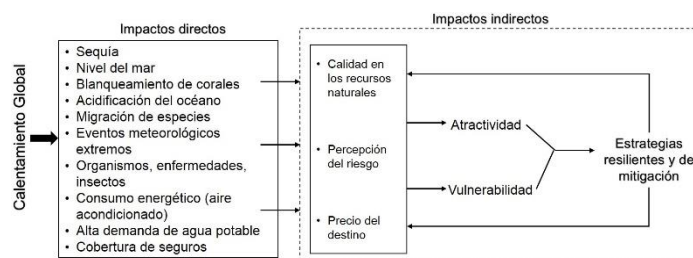 Impactos directos
Impactos indirectos
Calentamiento Global
• Sequía
• Nivel del mar
• Blanqueamiento de corales
• Acidificación del océano
• Migración de especies
• Eventos meteorológicos
extremos
• Organismos, enfermedades,
insectos
• Consumo energético (aire
acondicionado)
• Alta demanda de agua potable
• Cobertura de seguros
• Calidad en
los recursos
naturales
• Percepción
del riesgo
• Precio del
destino
Atractividad
Vulnerabilidad
Estrategias
resilientes y de
mitigación